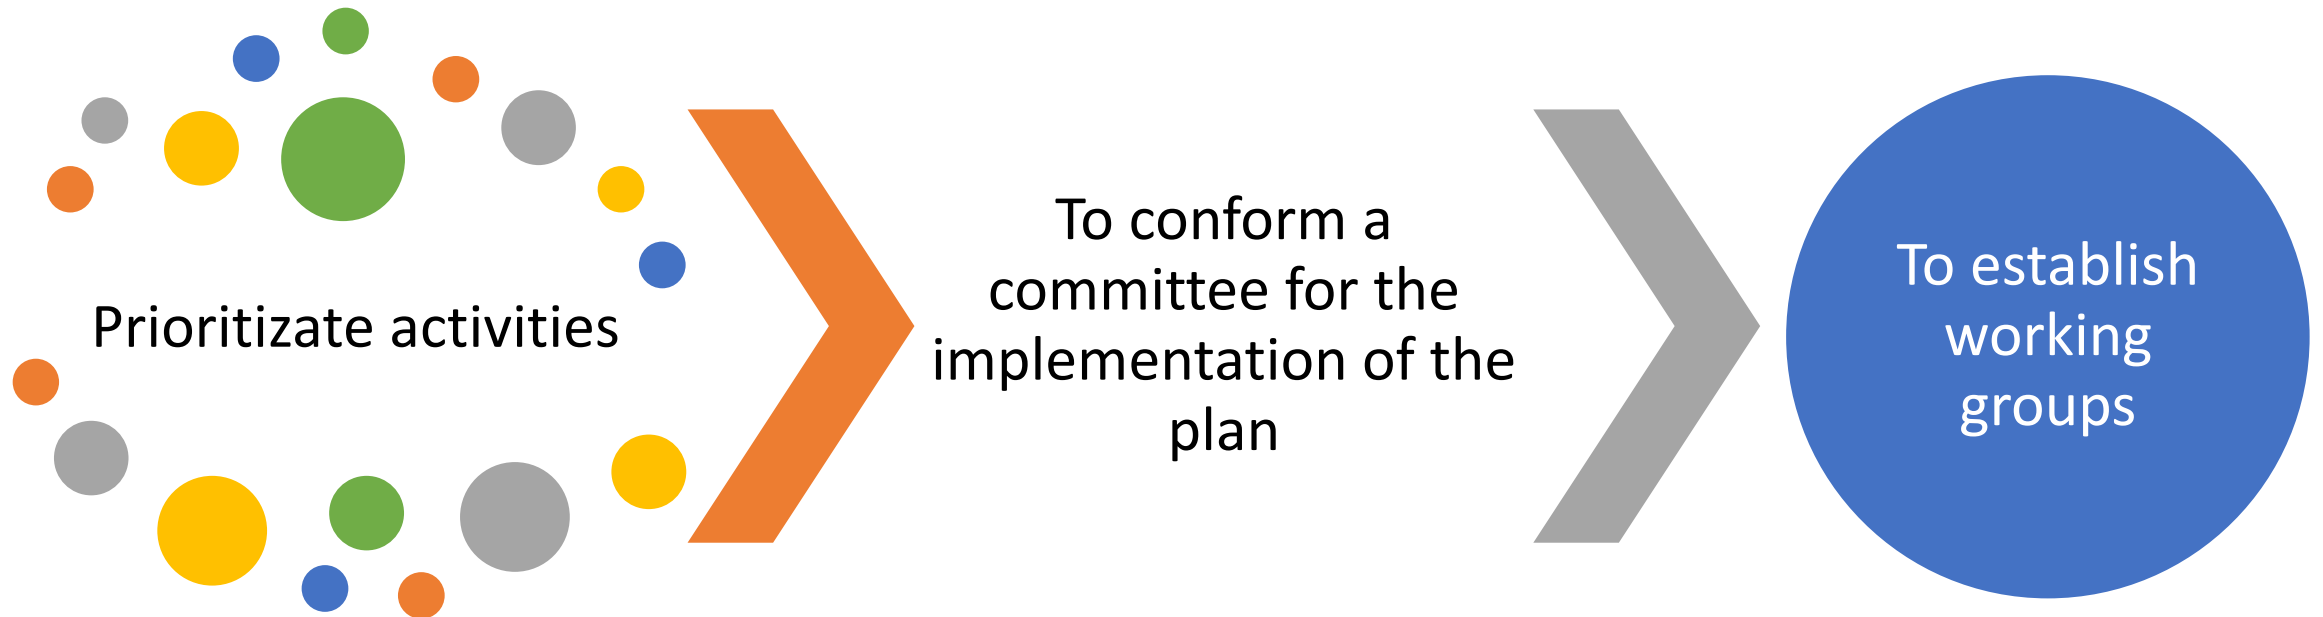 Prioritizate activities
To conform a
committee for the
implementation of the
plan
To establish
working
groups